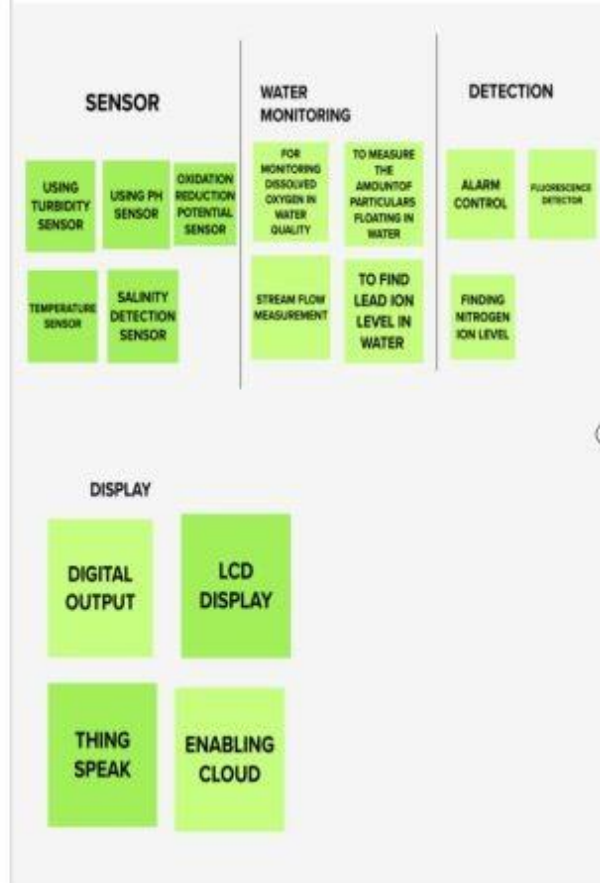 SENSOR
USING
TURBIDITY
SENSOR
USING PH
SENSOR
OXIDATION
REDUCTION
POTENTIAL
SENSOR
TEMPERATURE
SENSOR
SALINITY
DETECTION
SENSOR
WATER
MONITORING
FOR
MONITORING
DISSOLVED
OXYGEN IN
WATER
QUALITY
TO MEASURE
THE
AMOUNTOF
PARTICULARS
FLOATING IN
WATER
STREAM FLOW
MEASUREMENT
TO FIND
LEAD ION
LEVEL IN
WATER
DETECTION
ALARM
CONTROL
FLUORESCENCE
DETECTOR
FINDING
NITROGEN
ION LEVEL
DISPLAY
DIGITAL
OUTPUT
LCD
DISPLAY
THING
SPEAK
ENABLING
CLOUD